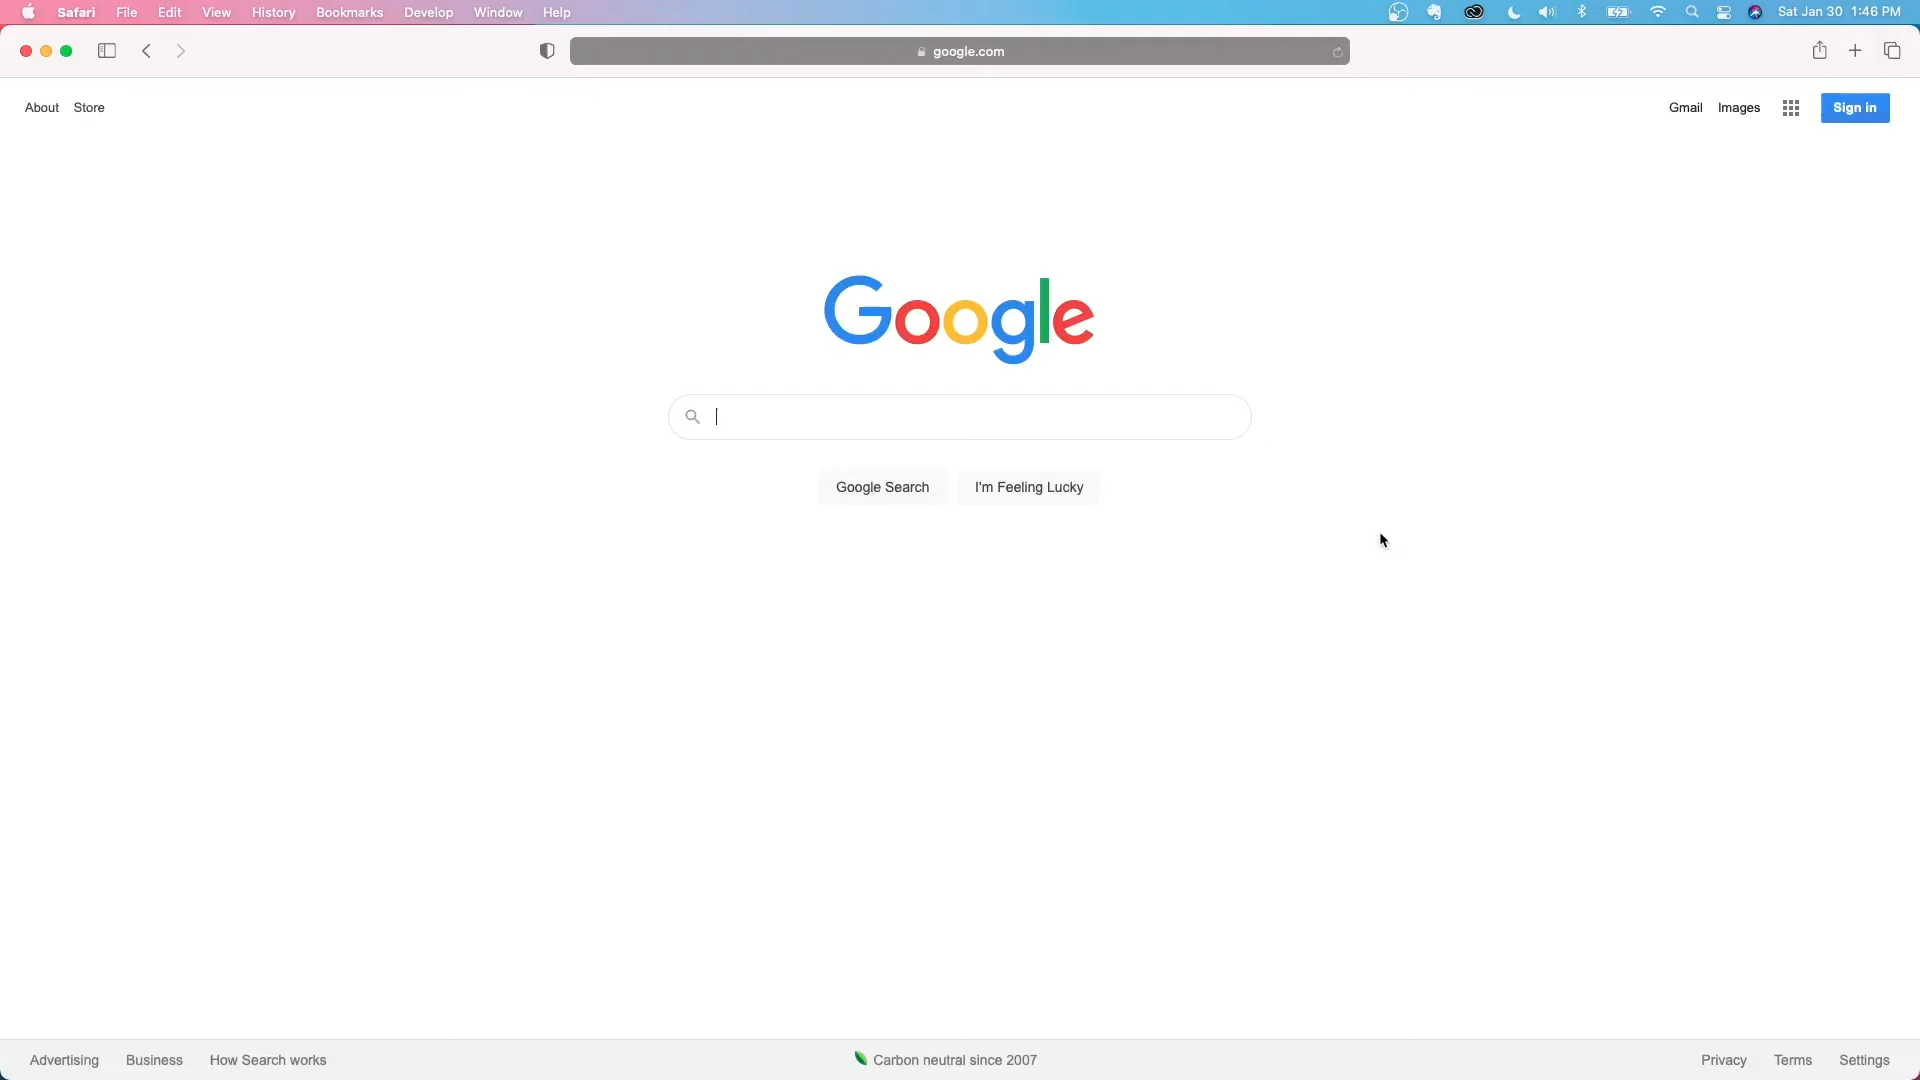 Safari File Edit View History Bookmarks Develop Window Help Sat Jan 30 1:46 PM
google.com
About Store Gmail Images Sign in
Google
Google Search I'm Feeling Lucky
Advertising Business How Search works Carbon neutral since 2007 Privacy Terms Settings